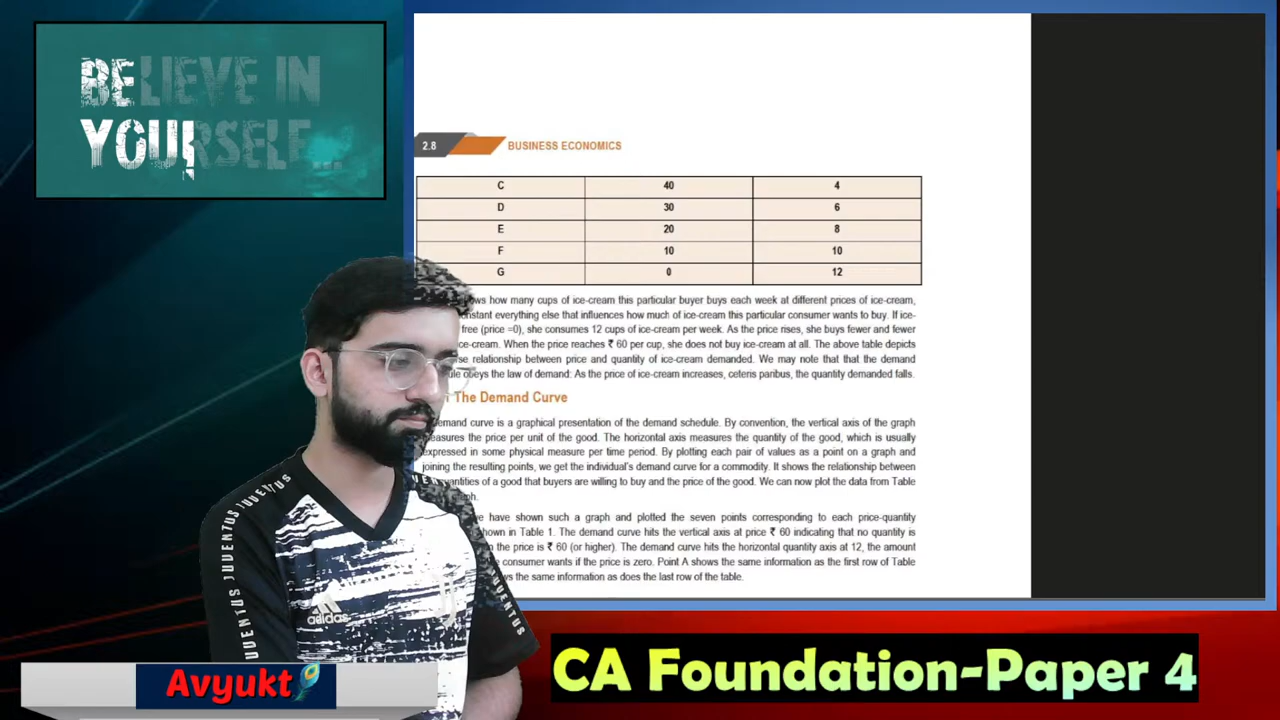 BELIEVE IN
YOURSELF...
2.8 BUSINESS ECONOMICS
C 40 4
D 30 6
E 20 8
F 10 10
G 0 12
how many cups of ice-cream this particular buyer buys each week at different prices of ice-cream,
everything else that influences how much of ice-cream this particular consumer wants to buy. If ice-
free (price =0), she consumes 12 cups of ice-cream per week. As the price rises, she buys fewer and fewer
When the price reaches ₹ 60 per cup, she does not buy ice-cream at all. The above table depicts
relationship between price and quantity of ice-cream demanded. We may note that that the demand
obeys the law of demand: As the price of ice-cream increases, ceteris paribus, the quantity demanded falls.
The Demand Curve
demand curve is a graphical presentation of the demand schedule. By convention, the vertical axis of the graph
measures the price per unit of the good. The horizontal axis measures the quantity of the good, which is usually
expressed in some physical measure per time period. By plotting each pair of values as a point on a graph and
joining the resulting points, we get the individual's demand curve for a commodity. It shows the relationship between
quantities of a good that buyers are willing to buy and the price of the good. We can now plot the data from Table
have shown such a graph and plotted the seven points corresponding to each price-quantity
shown in Table 1. The demand curve hits the vertical axis at price ₹ 60 indicating that no quantity is
the price is ₹ 60 (or higher). The demand curve hits the horizontal quantity axis at 12, the amount
consumer wants if the price is zero. Point A shows the same information as the first row of Table
the same information as does the last row of the table.
JUVENTUS JUVENTUS JUVENTUS
adidas
Avyukt
CA Foundation-Paper 4